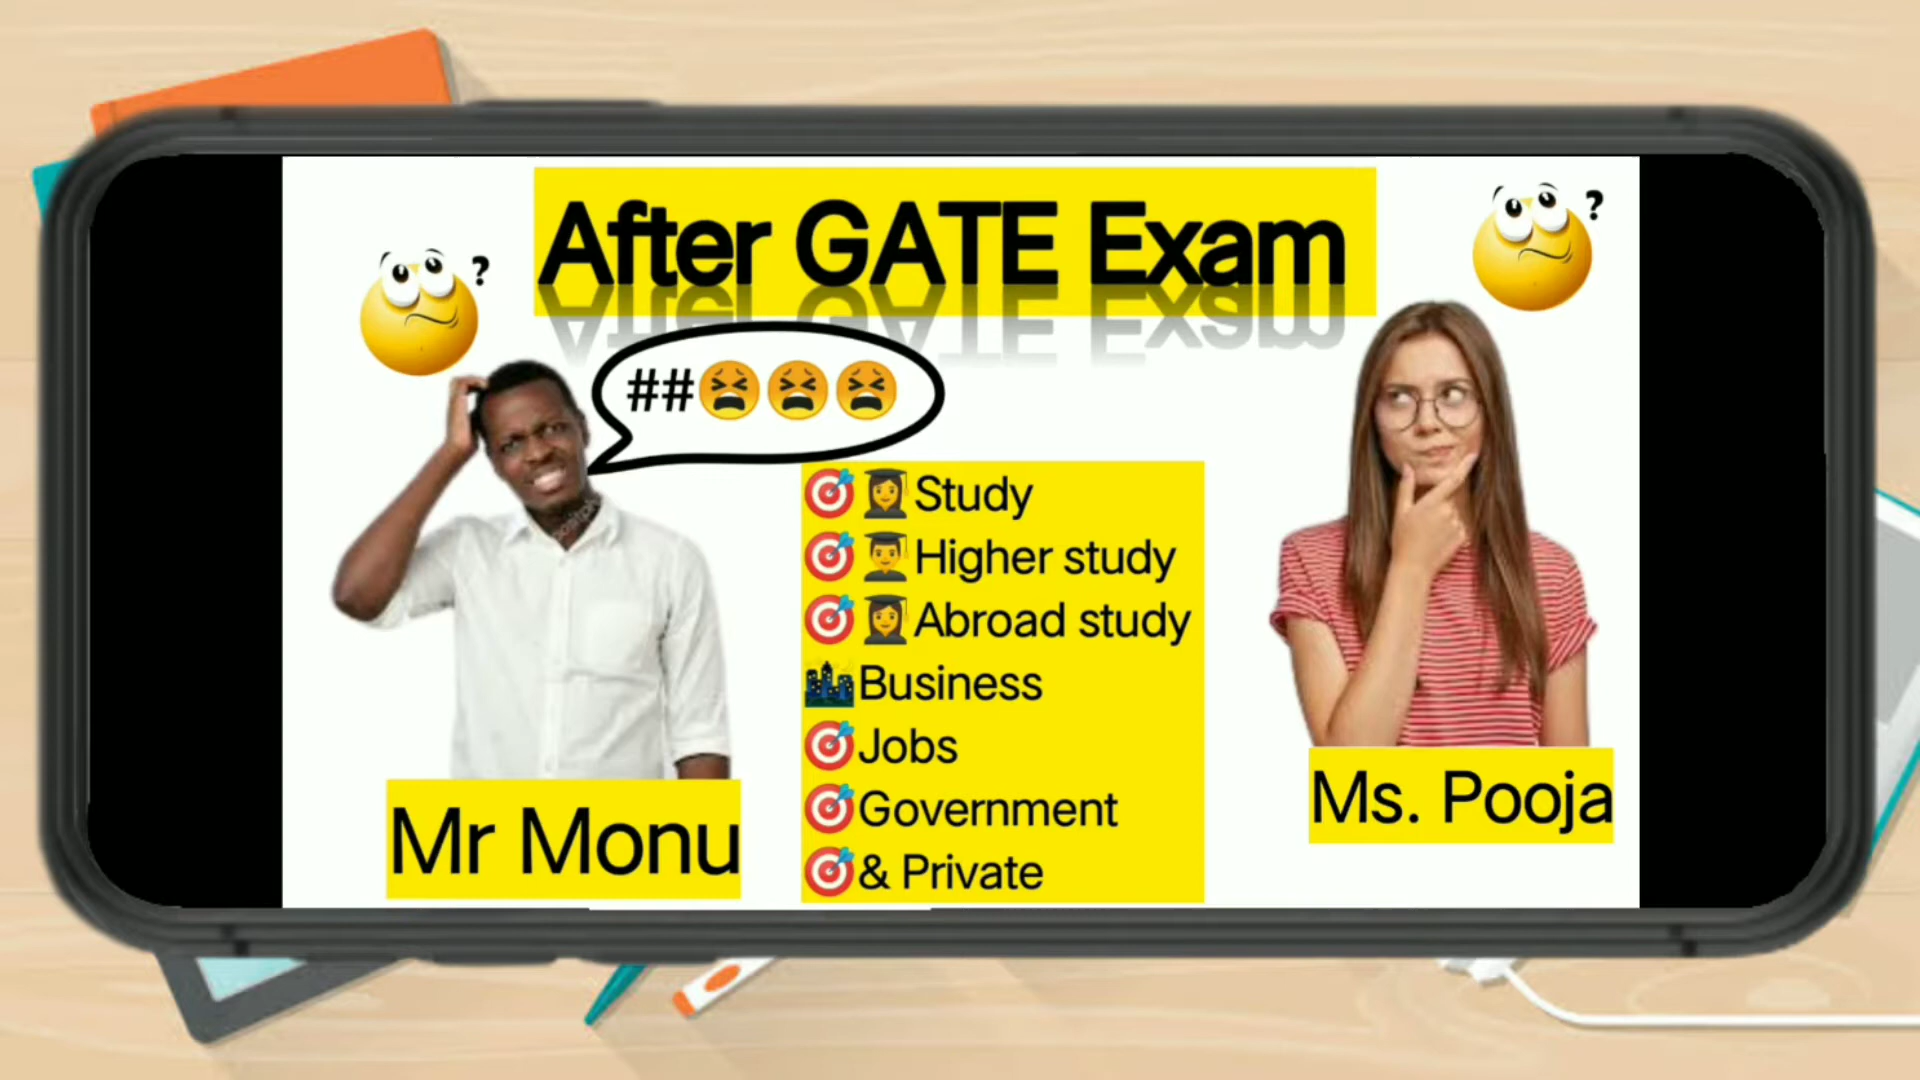 After GATE Exam
?
?
##😫😫😫
🎯👩‍🎓Study
🎯👨‍🎓Higher study
🎯👩‍🎓Abroad study
🌃Business
🎯Jobs
🎯Government
🎯& Private
Mr Monu
Ms. Pooja